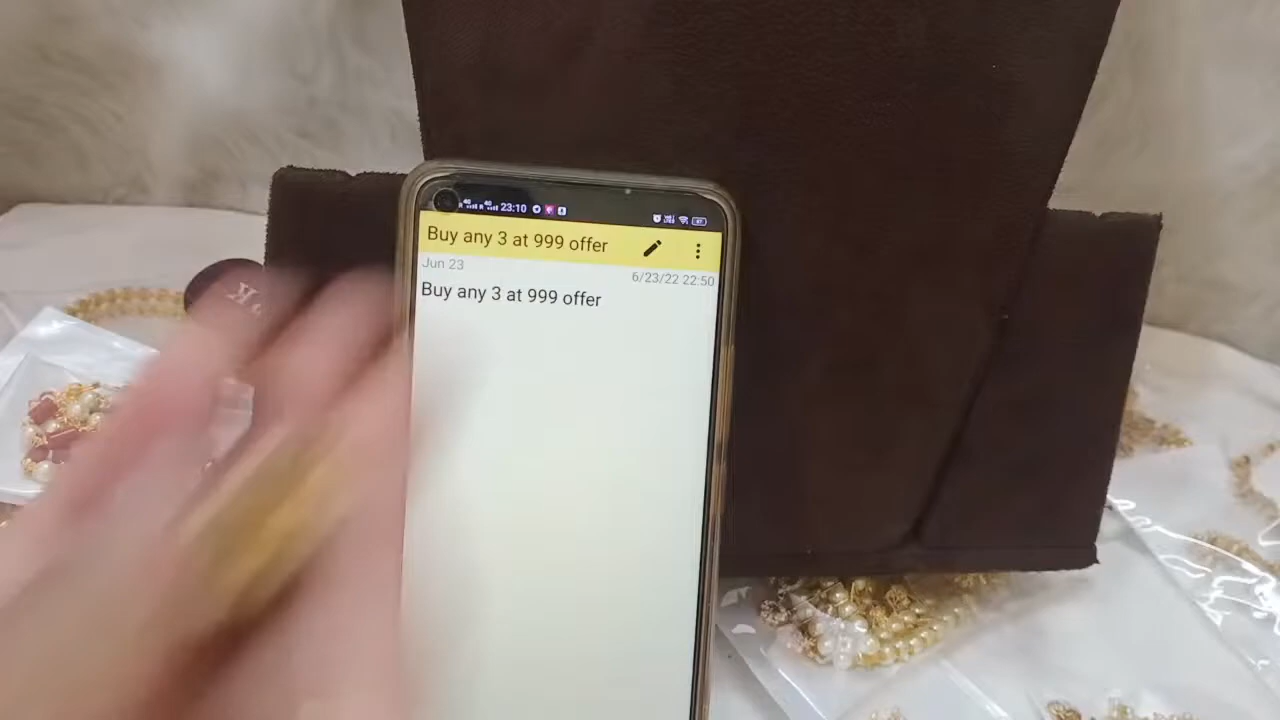 23:10
Buy any 3 at 999 offer
Jun 23
6/23/22 22:50
Buy any 3 at 999 offer